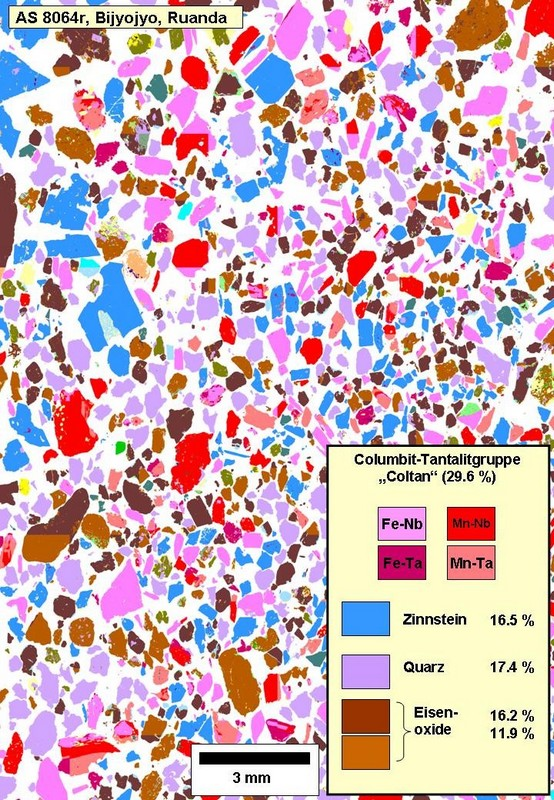 AS 8064r, Bijyojyo, Ruanda
Columbit-Tantalitgruppe
„Coltan“ (29.6 %)
Fe-Nb Mn-Nb
Fe-Ta Mn-Ta
Zinnstein 16.5 %
Quarz 17.4 %
Eisen- 16.2 %
oxide 11.9 %
3 mm